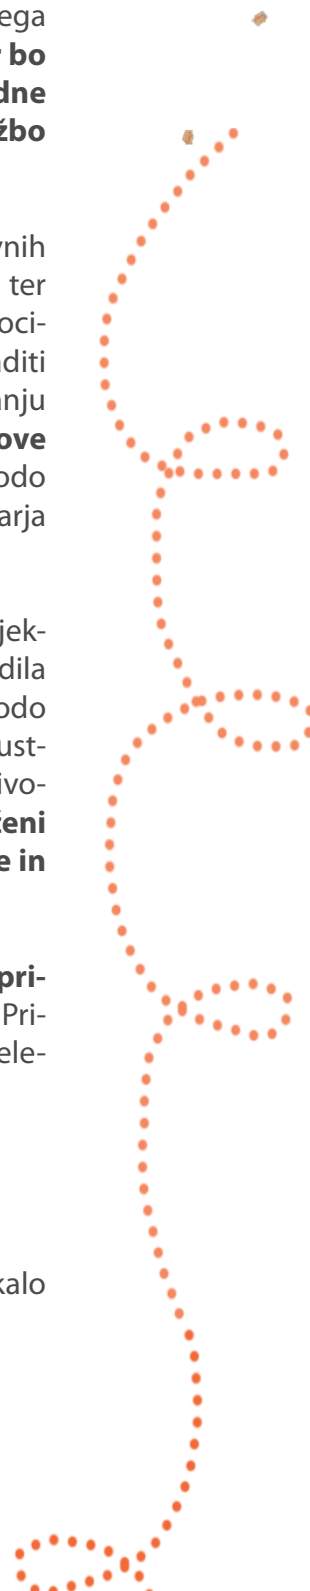 ega
bo
dne
žbo
vnih
ter
oci-
diti
anju
ove
odo
arja
jek-
dila
odo
ust-
ivo-
ženi
e in
pri-
Pri-
ele-
kalo